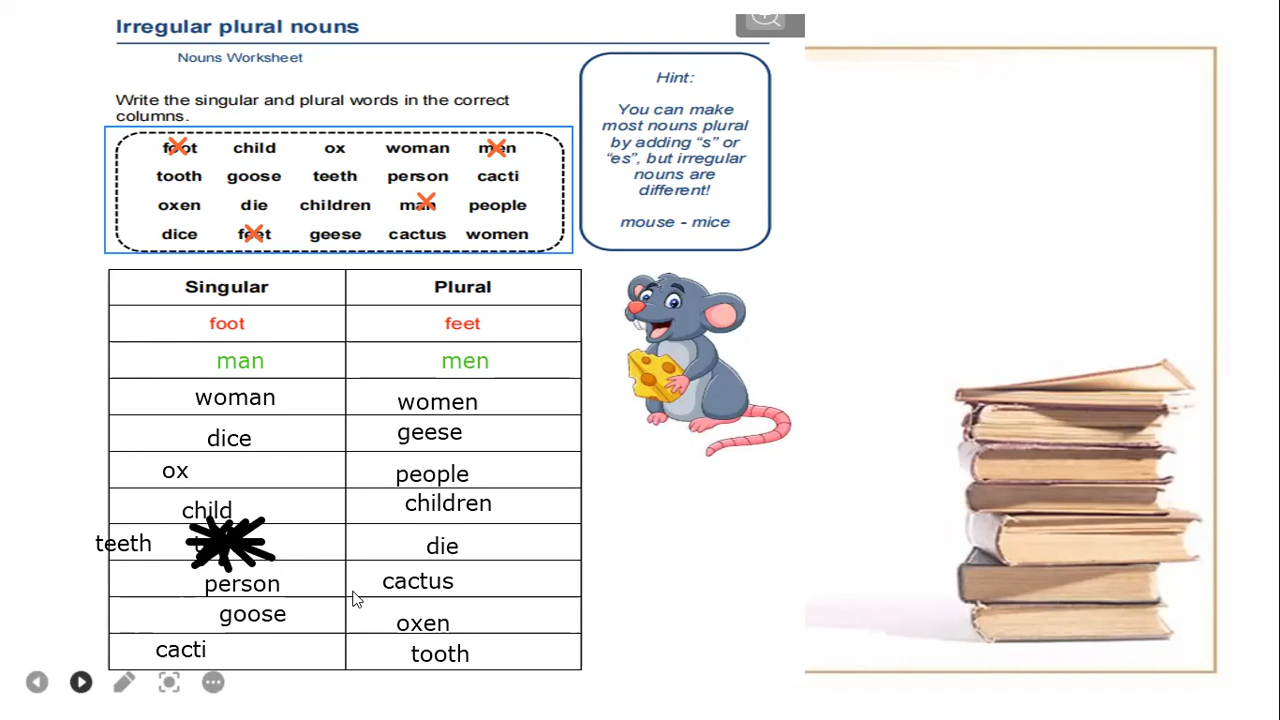 Irregular plural nouns
Nouns Worksheet
Write the singular and plural words in the correct
columns.
foot child ox woman men
tooth goose teeth person cacti
oxen die children man people
dice feet geese cactus women
Hint:
You can make
most nouns plural
by adding “s” or
“es”, but irregular
nouns are
different!
mouse - mice
Singular Plural
foot feet
man men
woman women
dice geese
ox people
child children
teeth die
person cactus
goose oxen
cacti tooth